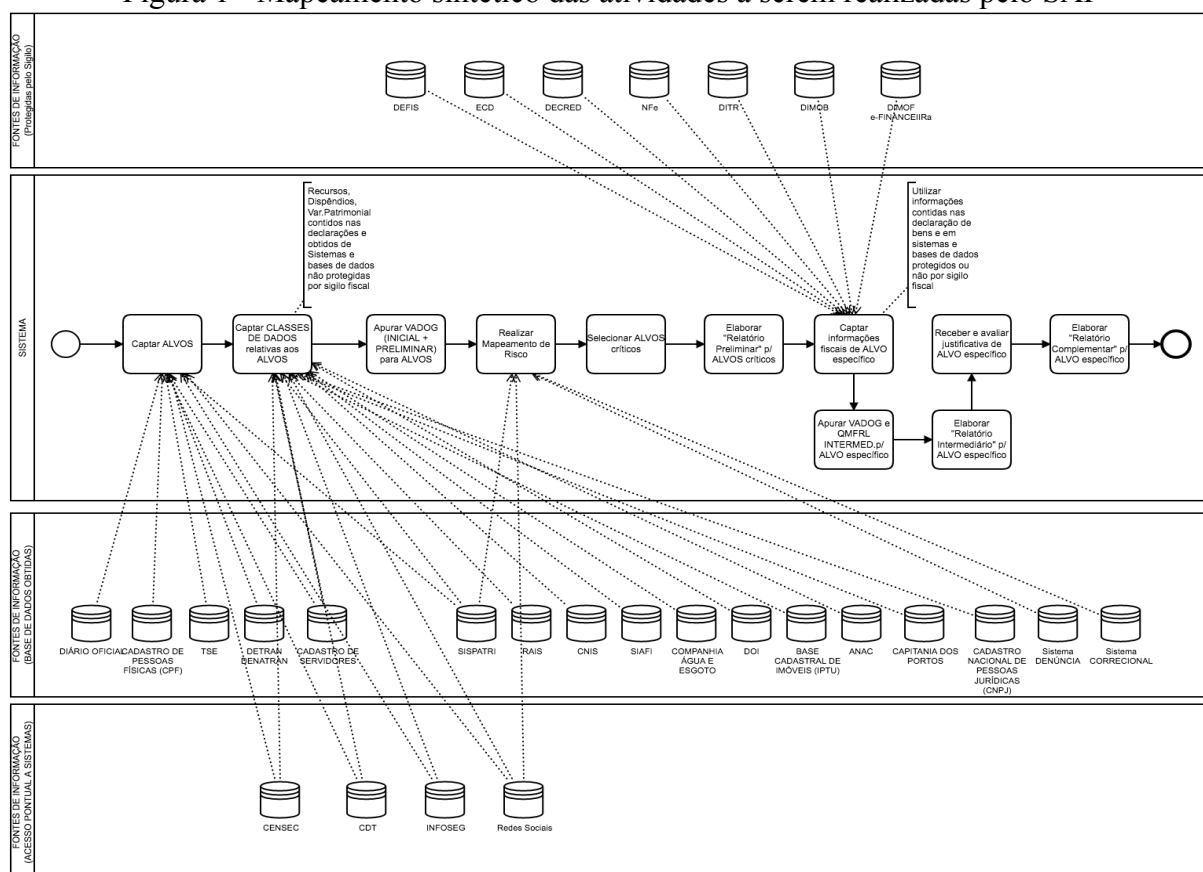 Figura 1 - Mapeamento sintético das atividades a serem realizadas pelo SAP
FONTES DE INFORMAÇÃO
(Protegidas pelo Sigilo)
DEFIS
ECD
DECRED
NFe
DITR
DIMOB
DIMOF
e-FINANCEIIRa
SISTEMA
Recursos,
Dispêndios,
Var.Patrimonial
contidos nas
declarações e
obtidos de
Sistemas e
bases de dados
não protegidas
por sigilo fiscal
Utilizar
informações
contidas nas
declaração de
bens e em
sistemas e
bases de dados
protegidos ou
não por sigilo
fiscal
Captar ALVOS
Captar CLASSES
DE DADOS
relativas aos
ALVOS
Apurar VADOG
(INICIAL +
PRELIMINAR)
para ALVOS
Realizar
Mapeamento
de Risco
Selecionar ALVOS
críticos
Elaborar "Relatório
Preliminar" p/
ALVOS críticos
Captar
informações
fiscais de ALVO
específico
Receber e avaliar
justificativa de
ALVO específico
Elaborar
"Relatório
Complementar" p/
ALVO específico
Apurar VADOG e
QMFRL
INTERMED.p/
ALVO específico
Elaborar
"Relatório
Intermediário" p/
ALVO específico
FONTES DE INFORMAÇÃO
(BASE DE DADOS OBTIDAS)
DIÁRIO OFICIAL
CADASTRO DE
PESSOAS
FÍSICAS (CPF)
TSE
DETRAN
DENATRAN
CADASTRO DE
SERVIDORES
SISPATRI
RAIS
CNIS
SIAFI
COMPANHIA
ÁGUA E
ESGOTO
DOI
BASE
CADASTRAL DE
IMÓVEIS (IPTU)
ANAC
CAPITANIA DOS
PORTOS
CADASTRO
NACIONAL DE
PESSOAS
JURÍDICAS
(CNPJ)
Sistema
DENÚNCIA
Sistema
CORRECIONAL
FONTES DE INFORMAÇÃO
(ACESSO PONTUAL A SISTEMAS)
CENSEC
CDT
INFOSEG
Redes Sociais